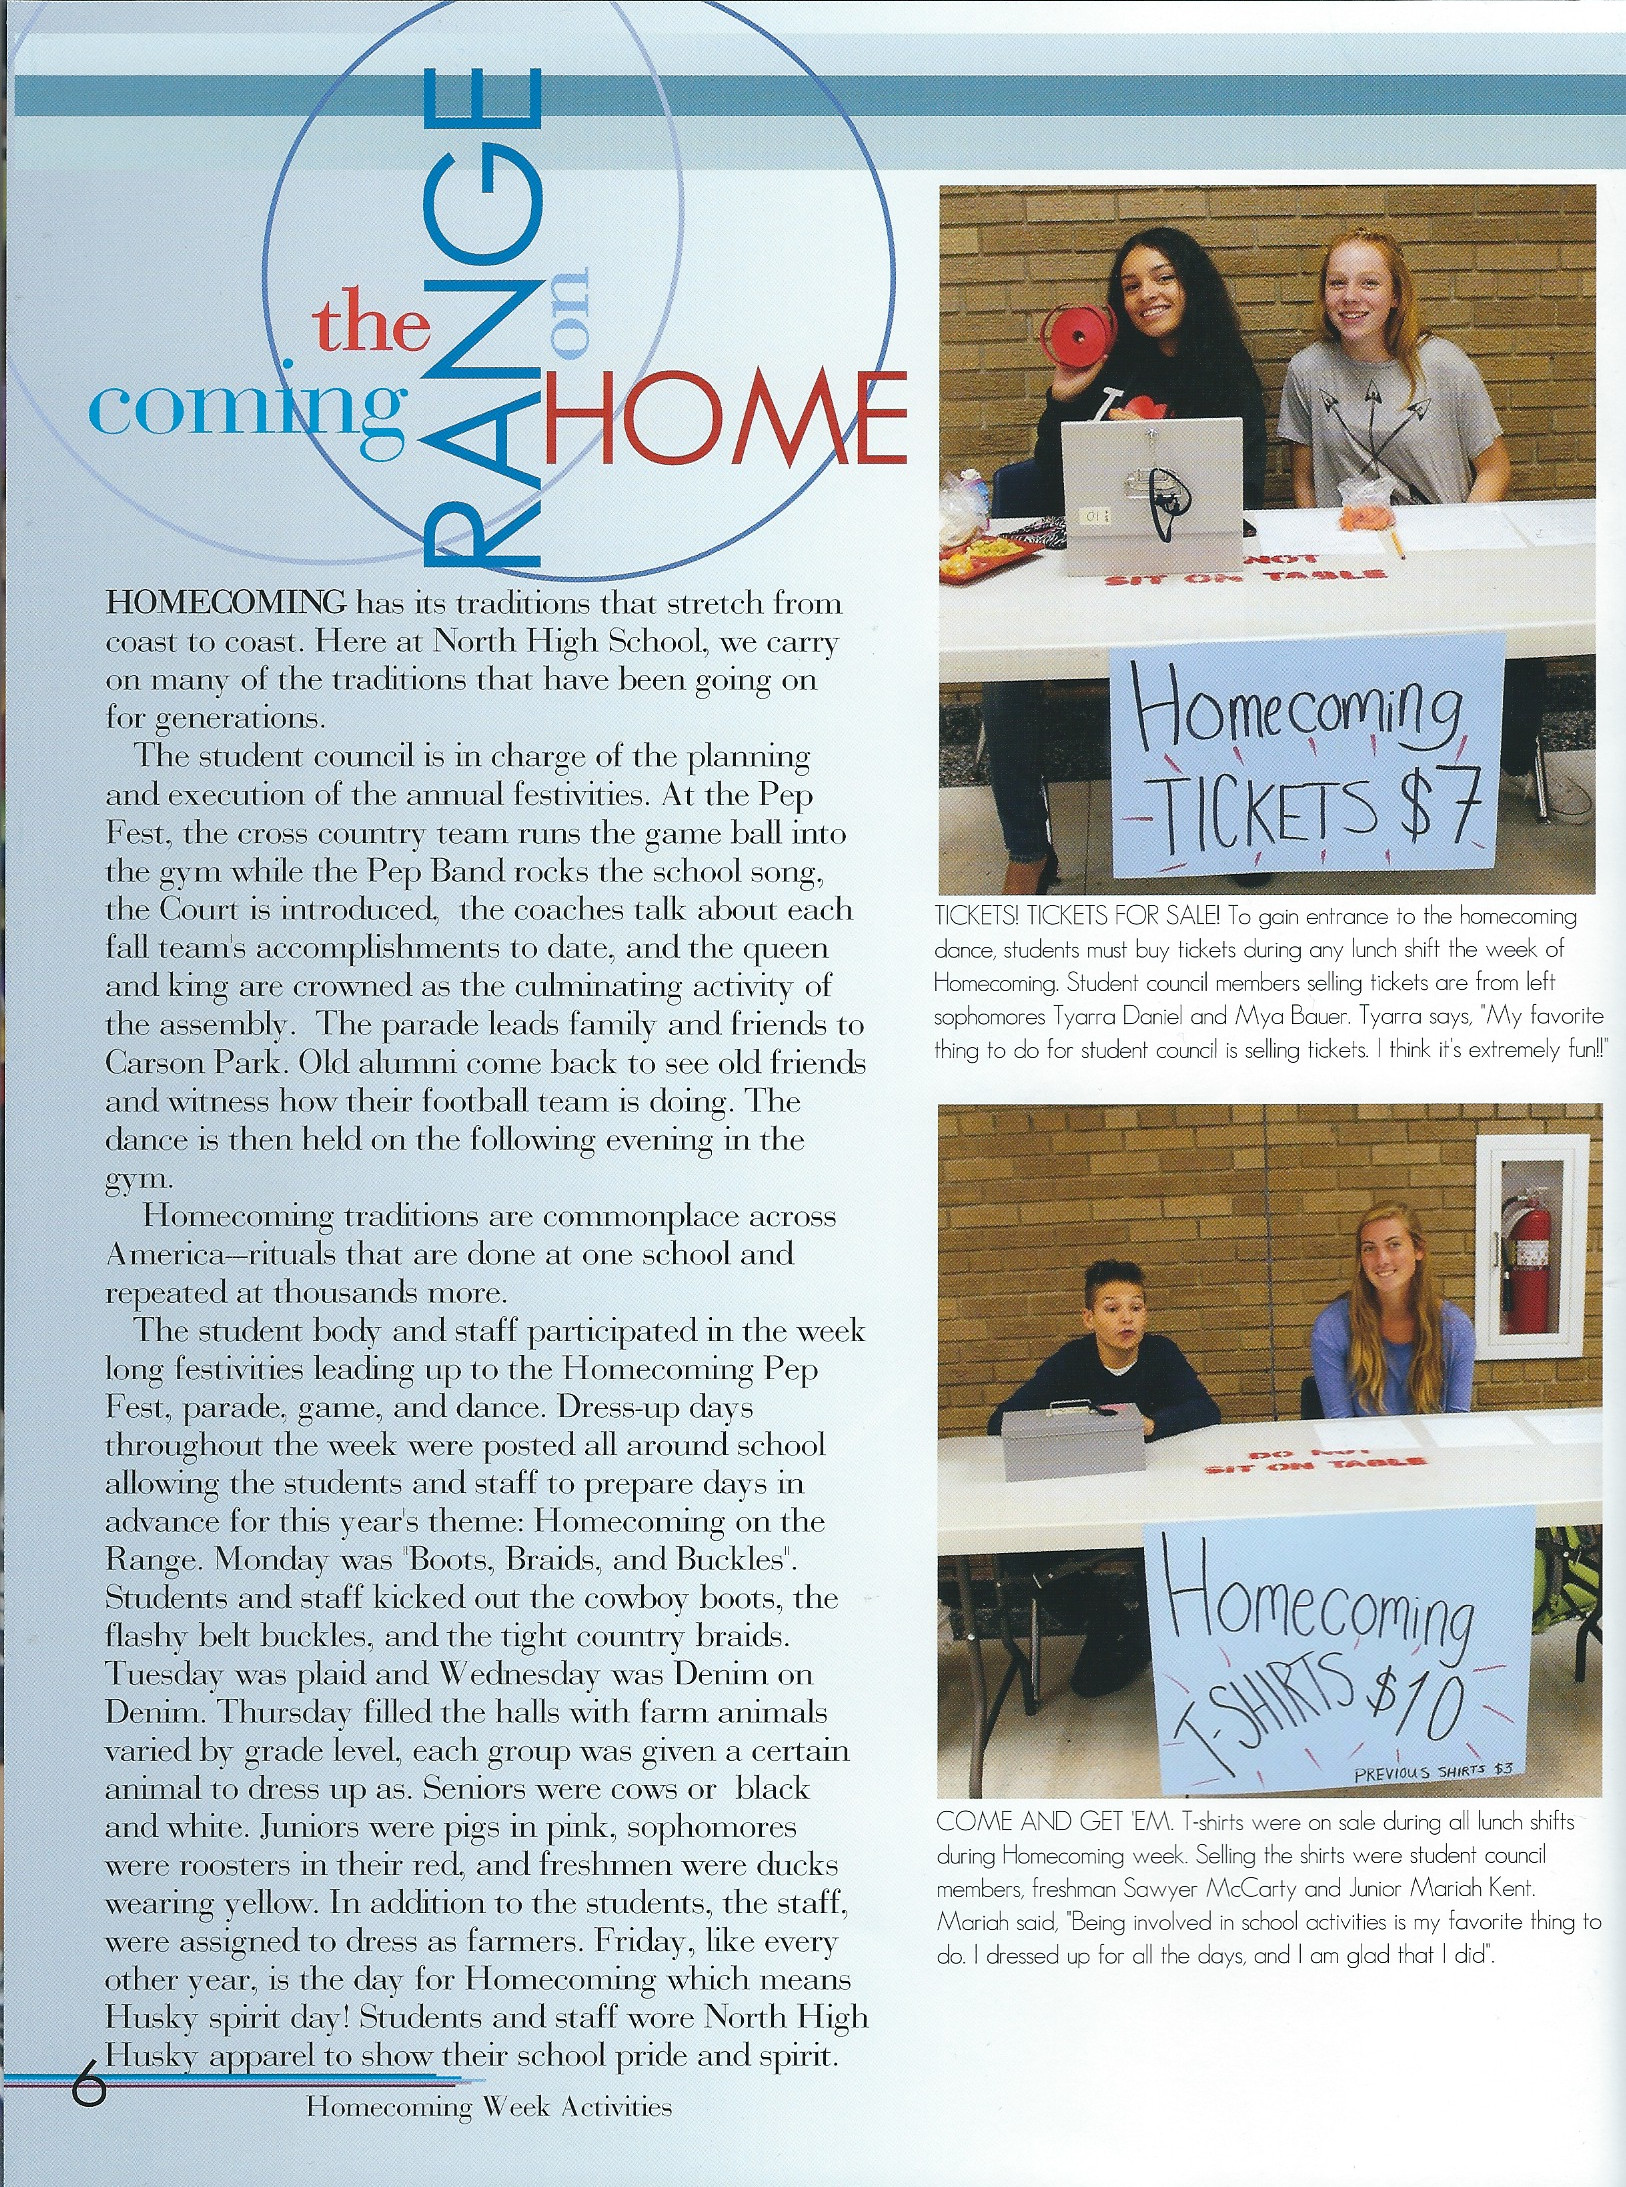 the
RANGE
on
coming
HOME
HOMECOMING has its traditions that stretch from
coast to coast. Here at North High School, we carry
on many of the traditions that have been going on
for generations.
The student council is in charge of the planning
and execution of the annual festivities. At the Pep
Fest, the cross country team runs the game ball into
the gym while the Pep Band rocks the school song,
the Court is introduced, the coaches talk about each
fall team's accomplishments to date, and the queen
and king are crowned as the culminating activity of
the assembly. The parade leads family and friends to
Carson Park. Old alumni come back to see old friends
and witness how their football team is doing. The
dance is then held on the following evening in the
gym.
Homecoming traditions are commonplace across
America—rituals that are done at one school and
repeated at thousands more.
The student body and staff participated in the week
long festivities leading up to the Homecoming Pep
Fest, parade, game, and dance. Dress-up days
throughout the week were posted all around school
allowing the students and staff to prepare days in
advance for this year's theme: Homecoming on the
Range. Monday was "Boots, Braids, and Buckles".
Students and staff kicked out the cowboy boots, the
flashy belt buckles, and the tight country braids.
Tuesday was plaid and Wednesday was Denim on
Denim. Thursday filled the halls with farm animals
varied by grade level, each group was given a certain
animal to dress up as. Seniors were cows or black
and white. Juniors were pigs in pink, sophomores
were roosters in their red, and freshmen were ducks
wearing yellow. In addition to the students, the staff,
were assigned to dress as farmers. Friday, like every
other year, is the day for Homecoming which means
Husky spirit day! Students and staff wore North High
Husky apparel to show their school pride and spirit.
6
Homecoming Week Activities
I
NOT
SIT ON TABLE
Homecoming
TICKETS $7
TICKETS! TICKETS FOR SALE! To gain entrance to the homecoming
dance, students must buy tickets during any lunch shift the week of
Homecoming. Student council members selling tickets are from left
sophomores Tyarra Daniel and Mya Bauer. Tyarra says, "My favorite
thing to do for student council is selling tickets. I think it's extremely fun!!"
DO NOT
SIT ON TABLE
Homecoming
T-SHIRTS $10
PREVIOUS SHIRTS $3
COME AND GET 'EM. T-shirts were on sale during all lunch shifts
during Homecoming week. Selling the shirts were student council
members, freshman Sawyer McCarty and Junior Mariah Kent.
Mariah said, "Being involved in school activities is my favorite thing to
do. I dressed up for all the days, and I am glad that I did".